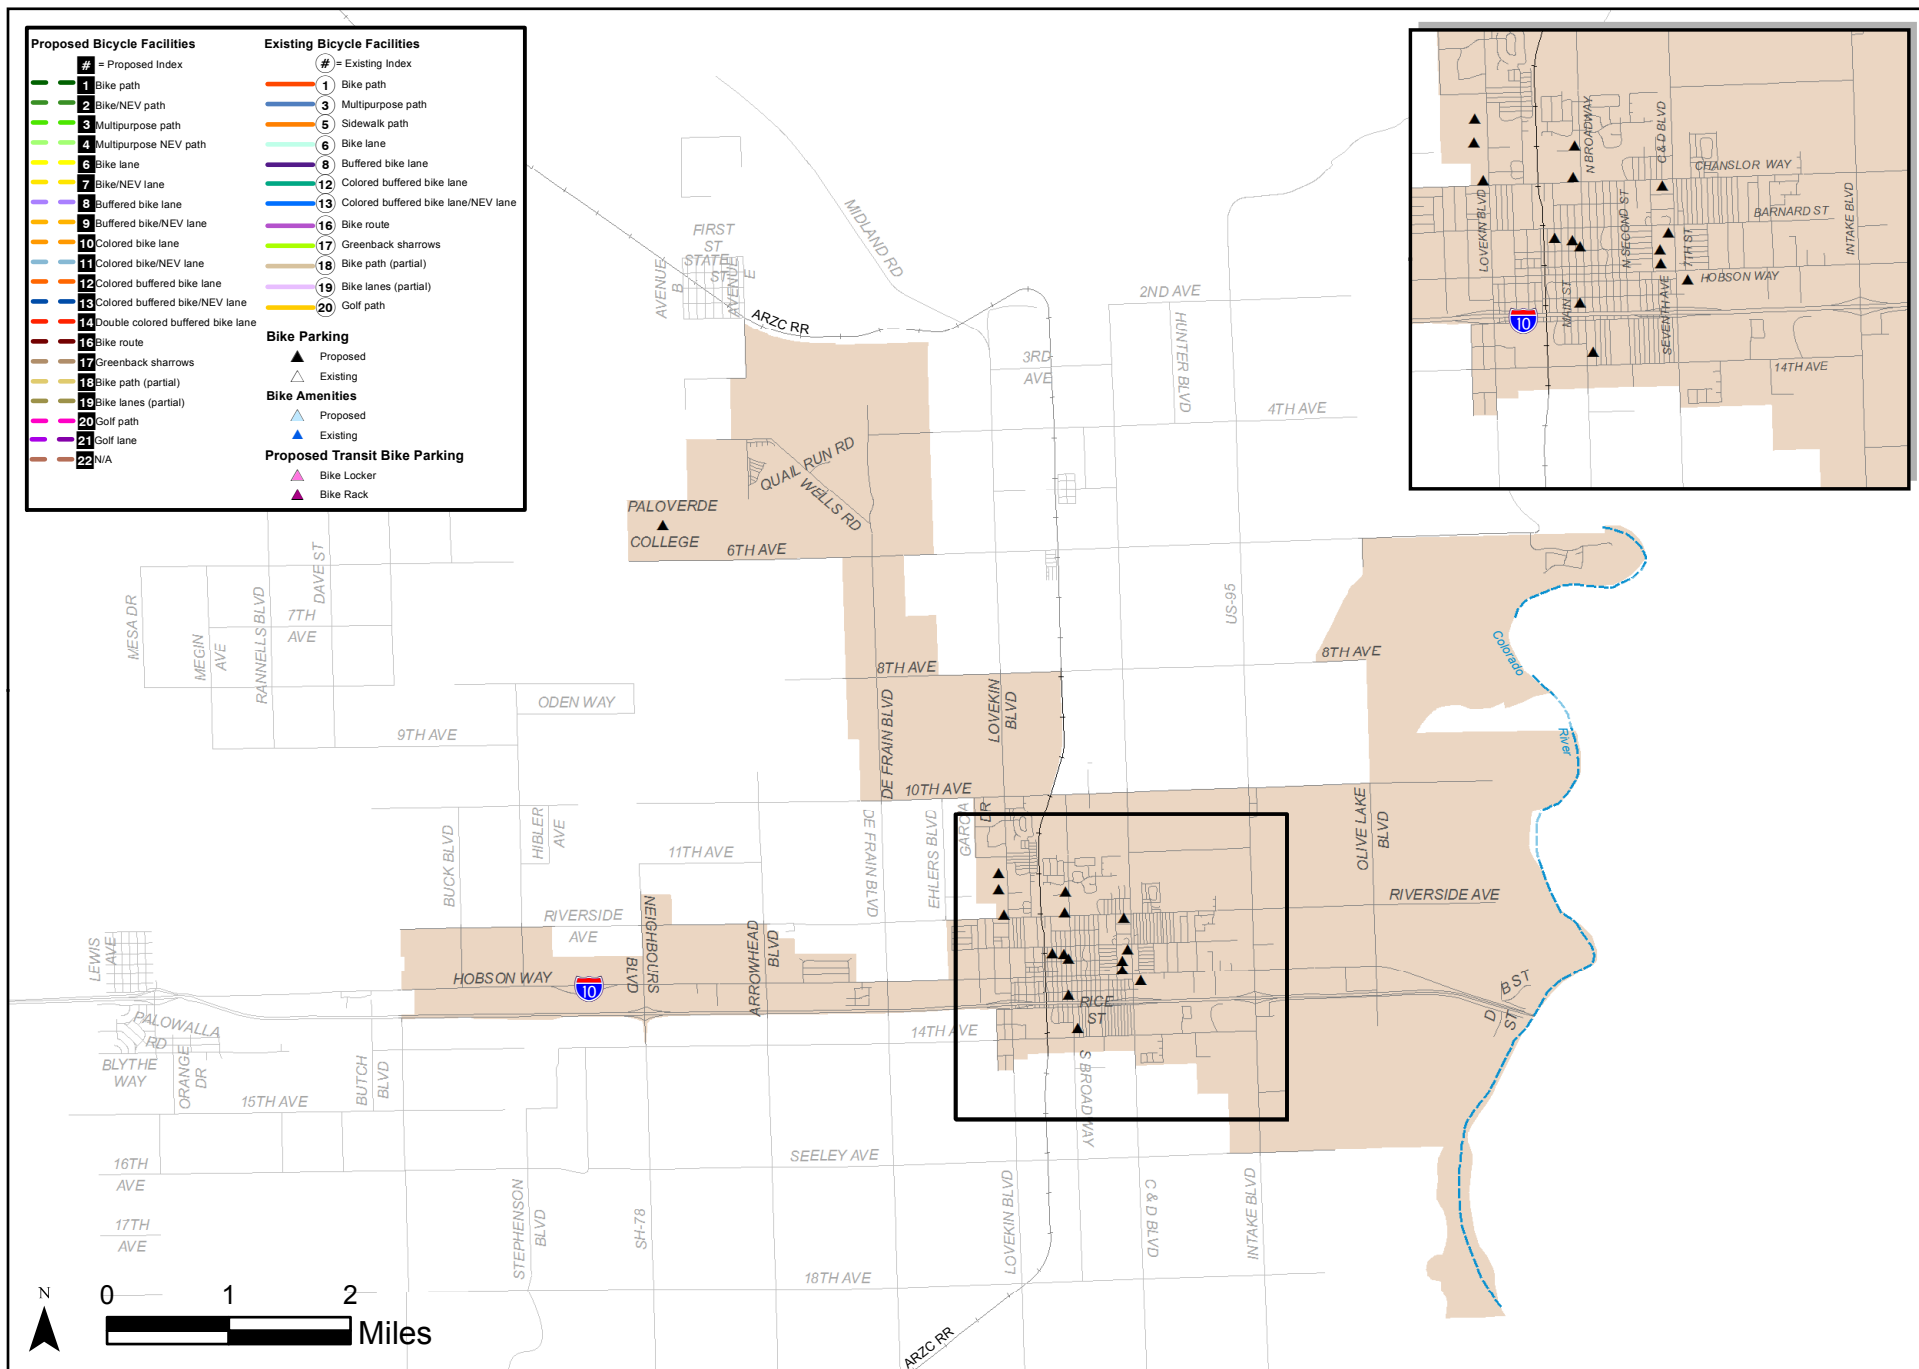 Proposed Bicycle Facilities
# = Proposed Index
1 Bike path
2 Bike/NEV path
3 Multipurpose path
4 Multipurpose NEV path
6 Bike lane
7 Bike/NEV lane
8 Buffered bike lane
9 Buffered bike/NEV lane
10 Colored bike lane
11 Colored bike/NEV lane
12 Colored buffered bike lane
13 Colored buffered bike/NEV lane
14 Double colored buffered bike lane
16 Bike route
17 Greenback sharrows
18 Bike path (partial)
19 Bike lanes (partial)
20 Golf path
21 Golf lane
22 N/A
Existing Bicycle Facilities
# = Existing Index
1 Bike path
3 Multipurpose path
5 Sidewalk path
6 Bike lane
8 Buffered bike lane
12 Colored buffered bike lane
13 Colored buffered bike lane/NEV lane
16 Bike route
17 Greenback sharrows
18 Bike path (partial)
19 Bike lanes (partial)
20 Golf path
Bike Parking
Proposed
Existing
Bike Amenities
Proposed
Existing
Proposed Transit Bike Parking
Bike Locker
Bike Rack
N BROADWAY
C & D BLVD
CHANSLOR WAY
LOVEKIN BLVD
N SECOND ST
BARNARD ST
INTAKE BLVD
7TH ST
HOBSON WAY
MAIN ST
SEVENTH AVE
10
14TH AVE
MIDLAND RD
FIRST
ST
STATE
ST
AVENUE
B
AVENUE
E
ARZC RR
2ND AVE
HUNTER BLVD
3RD
AVE
4TH AVE
QUAIL RUN RD
WELLS RD
PALOVERDE
COLLEGE
6TH AVE
DAVE ST
MESA DR
MEGIN
AVE
RANNELLS BLVD
7TH
AVE
US-95
Colorado
River
8TH AVE
8TH AVE
ODEN WAY
9TH AVE
DE FRAIN BLVD
LOVEKIN
BLVD
10TH AVE
GARCIA
DR
EHLERS BLVD
DE FRAIN BLVD
HIBLER
AVE
BUCK BLVD
11TH AVE
OLIVE LAKE
BLVD
RIVERSIDE AVE
RIVERSIDE
AVE
NEIGHBOURS
BLVD
ARROWHEAD
BLVD
LEWIS
AVE
HOBSON WAY
10
RICE
ST
B ST
D
ST
PALOWALLA
RD
BLYTHE
WAY
ORANGE
DR
BUTCH
BLVD
14TH AVE
S BROADWAY
15TH AVE
SEELEY AVE
16TH
AVE
17TH
AVE
STEPHENSON
BLVD
SH-78
LOVEKIN BLVD
C & D BLVD
INTAKE BLVD
18TH AVE
ARZC RR
N
0 1 2
Miles